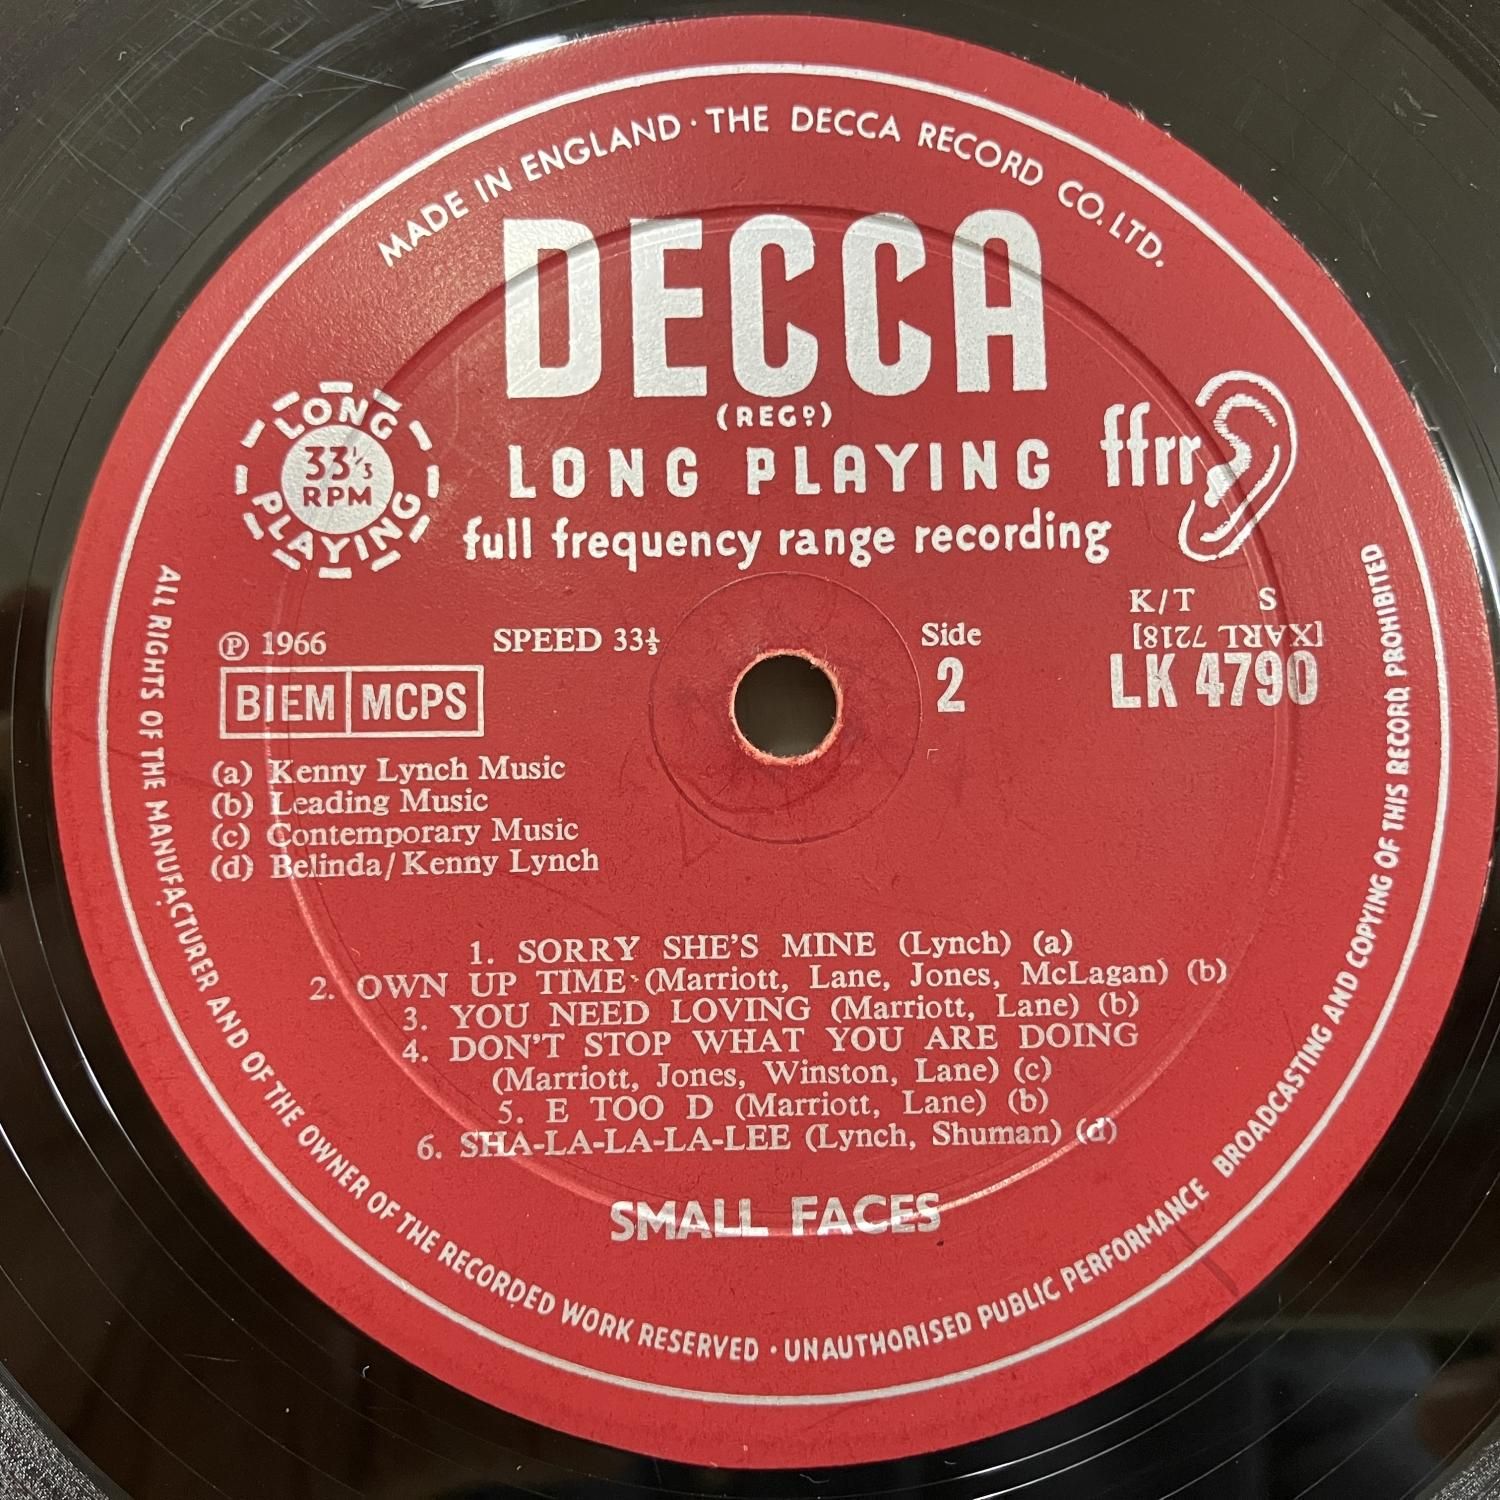 MADE IN ENGLAND · THE DECCA RECORD CO. LTD.
DECCA
(REGD)
LONG PLAYING
33⅓
RPM
LONG PLAYING
ffrr
full frequency range recording
K/T S
℗ 1966
SPEED 33⅓
Side
2
[XARL 7218]
LK 4790
BIEM MCPS
(a) Kenny Lynch Music
(b) Leading Music
(c) Contemporary Music
(d) Belinda/Kenny Lynch
1. SORRY SHE'S MINE (Lynch) (a)
2. OWN UP TIME (Marriott, Lane, Jones, McLagan) (b)
3. YOU NEED LOVING (Marriott, Lane) (b)
4. DON'T STOP WHAT YOU ARE DOING
(Marriott, Jones, Winston, Lane) (c)
5. E TOO D (Marriott, Lane) (b)
6. SHA-LA-LA-LA-LEE (Lynch, Shuman) (d)
SMALL FACES
ALL RIGHTS OF THE MANUFACTURER AND OF THE OWNER OF THE RECORDED WORK RESERVED · UNAUTHORISED PUBLIC PERFORMANCE BROADCASTING AND COPYING OF THIS RECORD PROHIBITED